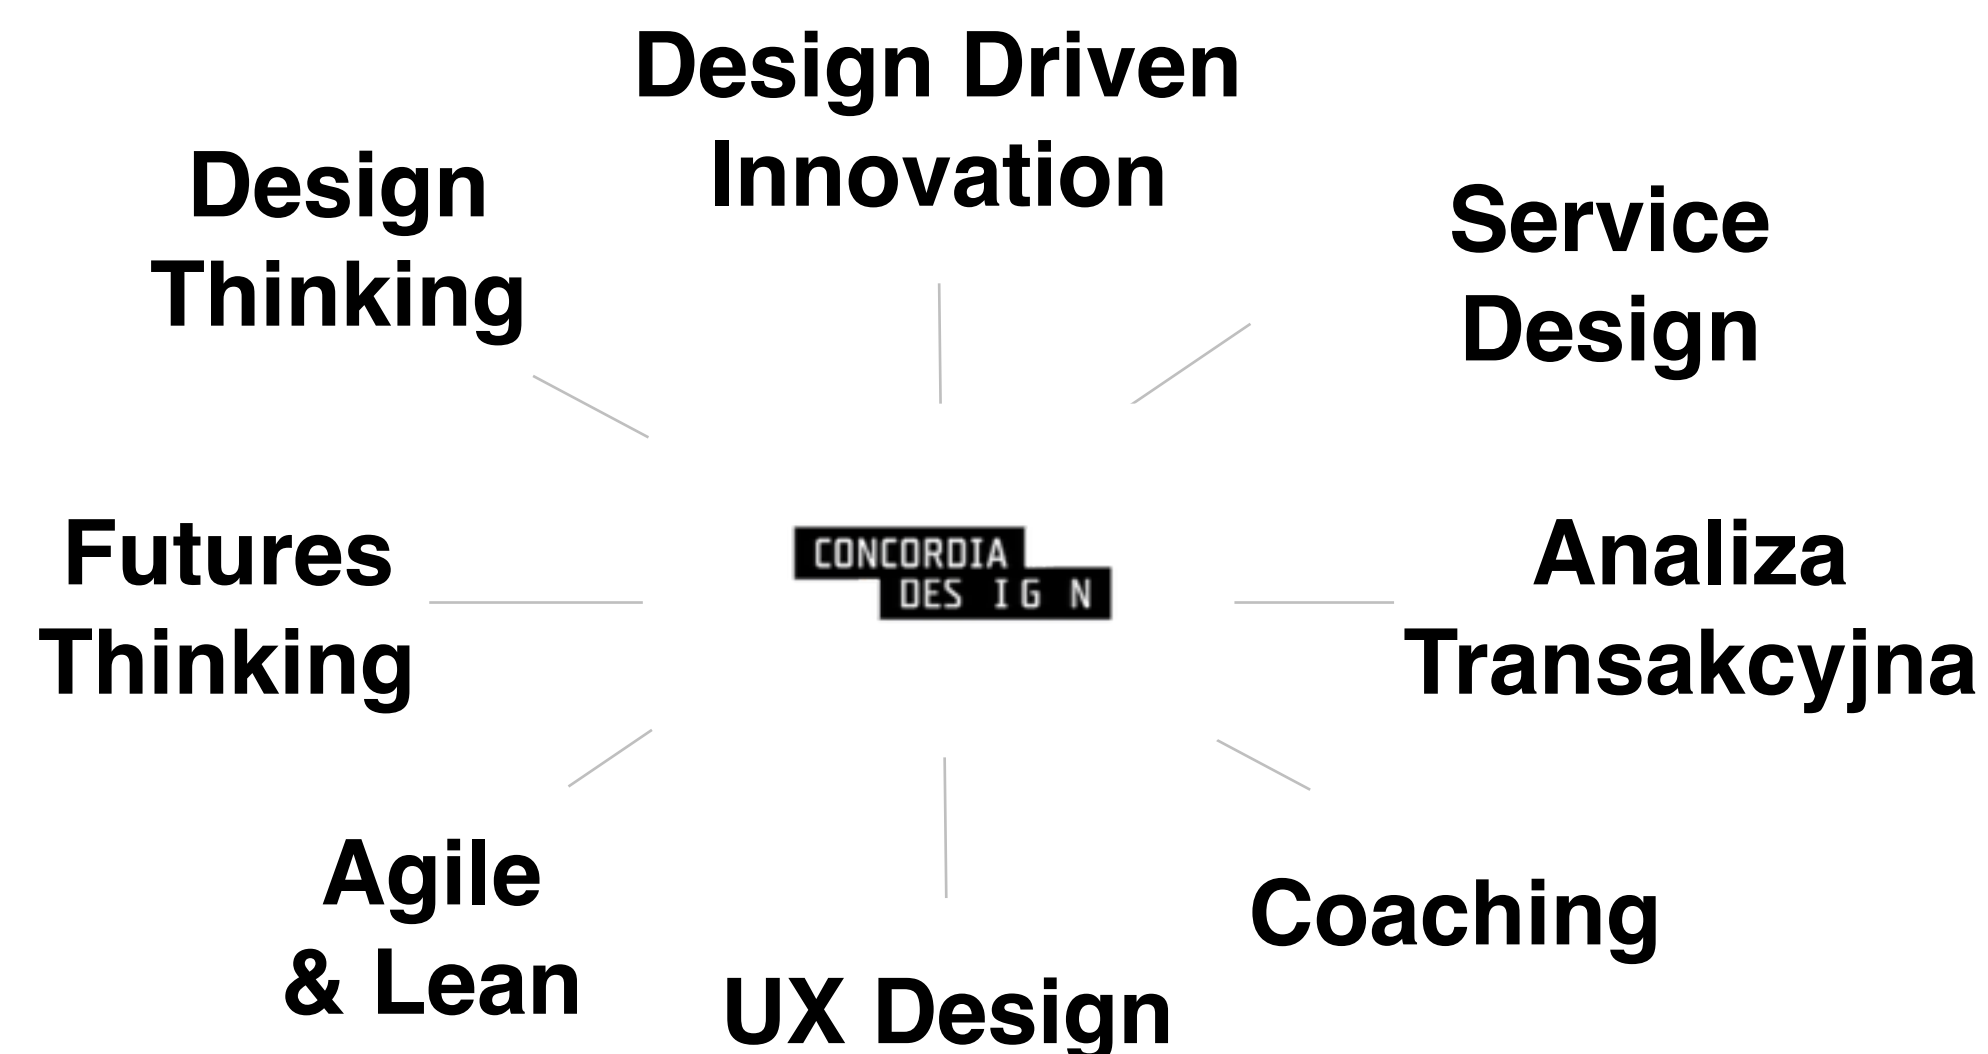 Design Driven
Innovation
Design
Thinking
Service
Design
Futures
Thinking
CONCORDIA
DES IG N
Analiza
Transakcyjna
Agile
& Lean
Coaching
UX Design